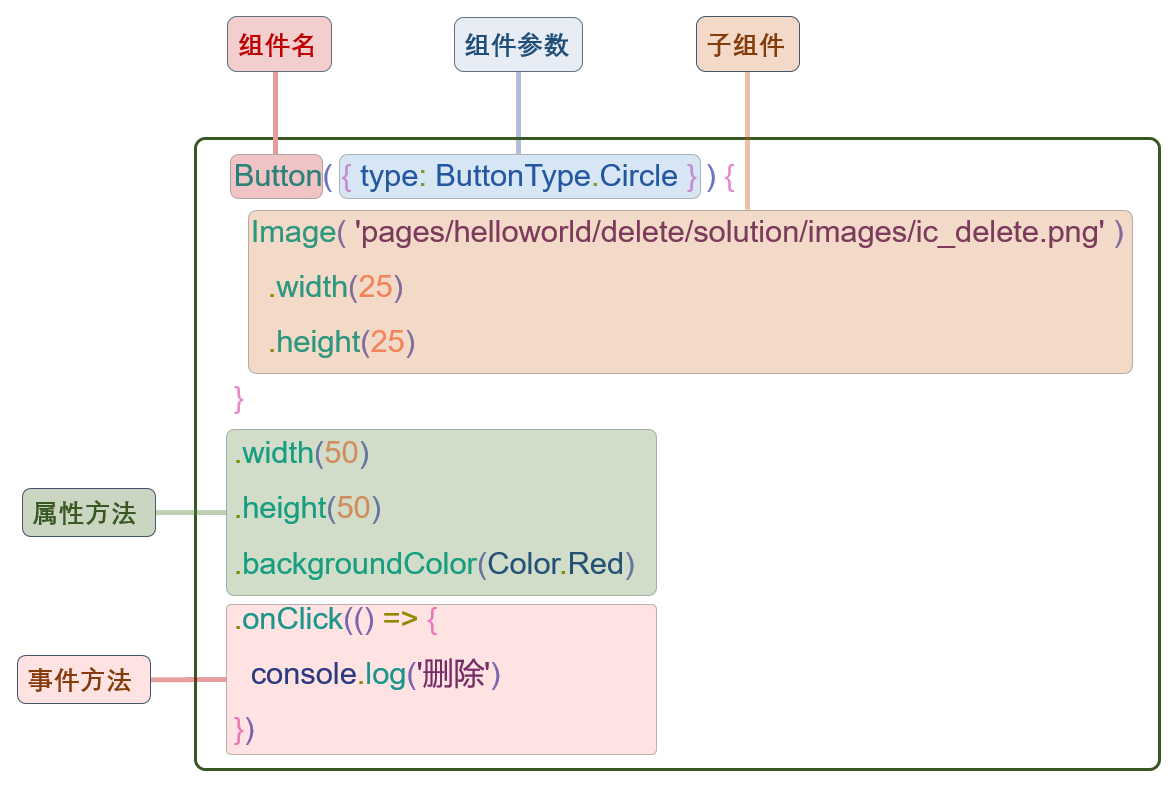 组件名 组件参数 子组件
Button( { type: ButtonType.Circle } ) {
Image( 'pages/helloworld/delete/solution/images/ic_delete.png' )
.width(25)
.height(25)
}
.width(50)
属性方法 .height(50)
.backgroundColor(Color.Red)
.onClick(() => {
事件方法 console.log('删除')
})